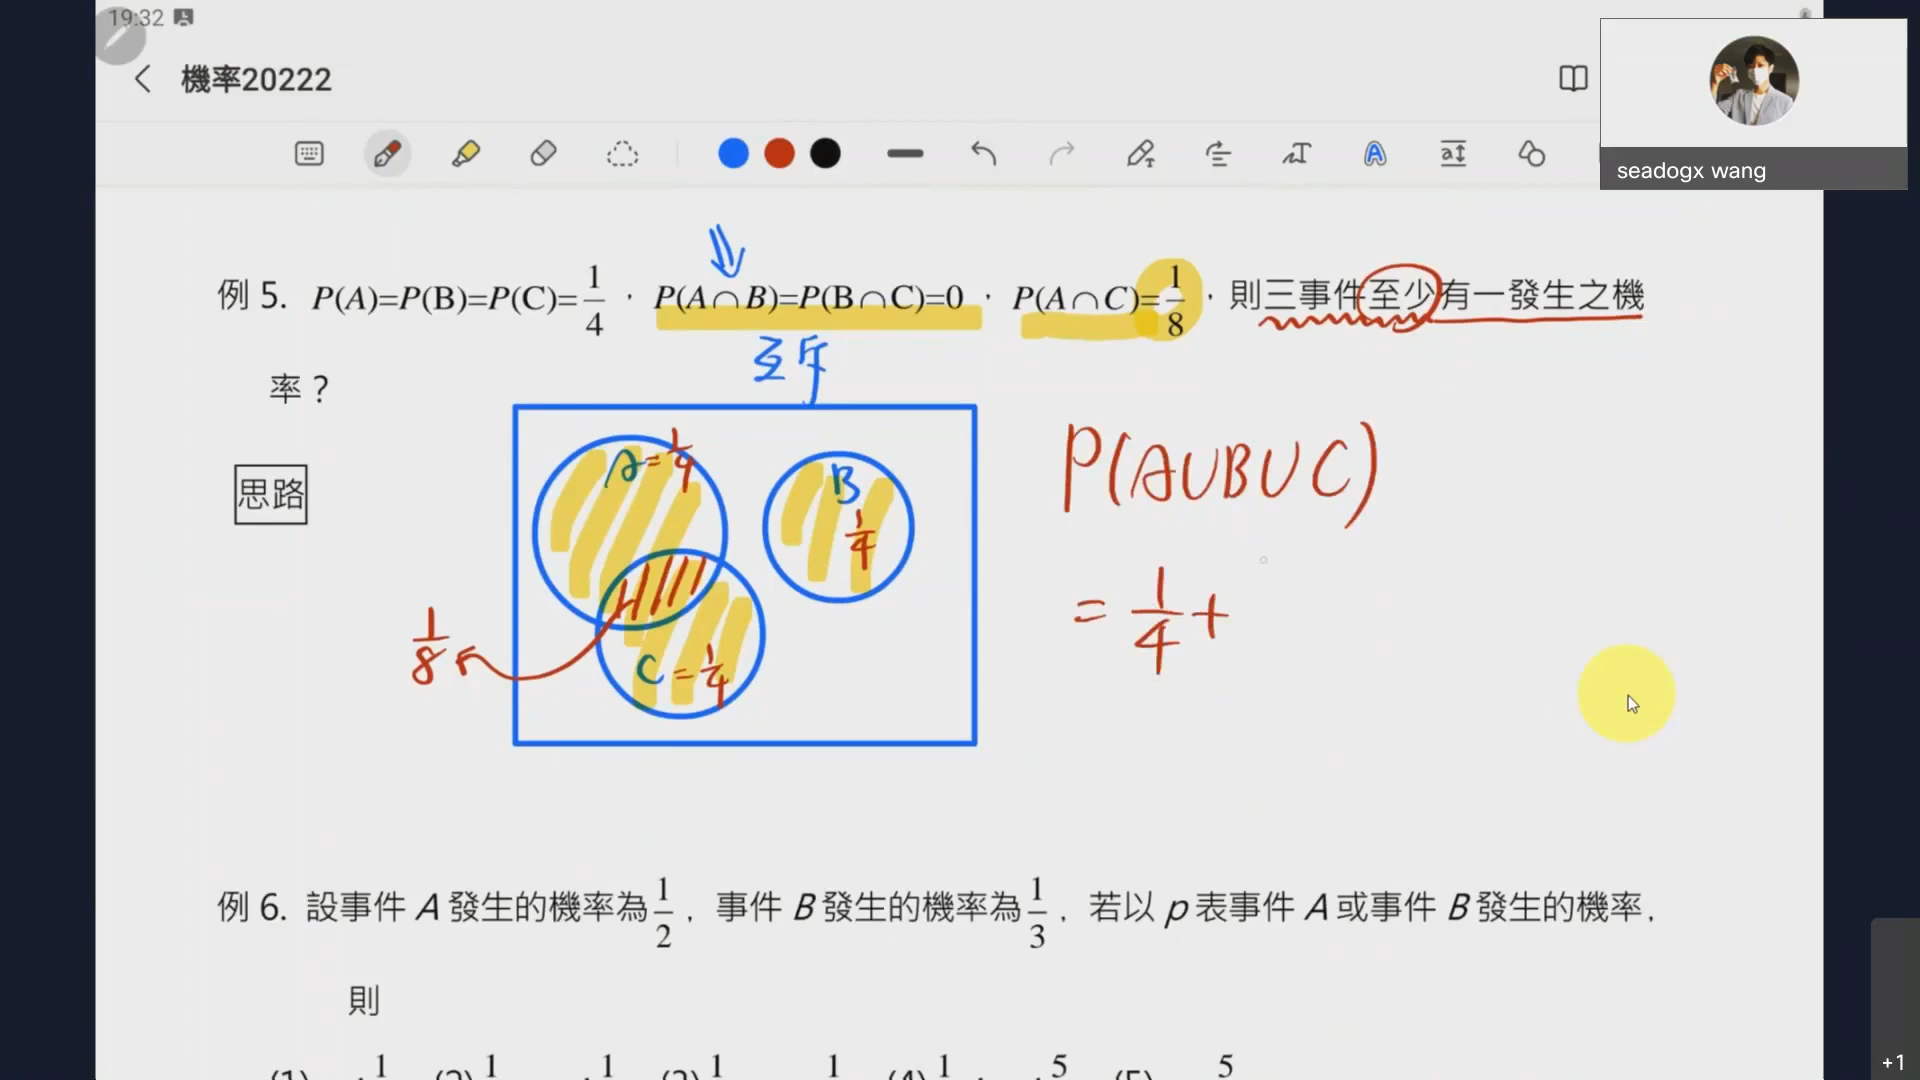 19:32
機率20222
seadogx wang
例 5. P(A)=P(B)=P(C)=1/4,P(A∩B)=P(B∩C)=0,P(A∩C)=1/8,則三事件至少有一發生之機
率?
互斥
思路
A=1/4
B
1/4
C=1/4
1/8
P(A∪B∪C)
=1/4+
例 6. 設事件 A 發生的機率為1/2,事件 B 發生的機率為1/3,若以 p 表事件 A 或事件 B 發生的機率,
則
+1